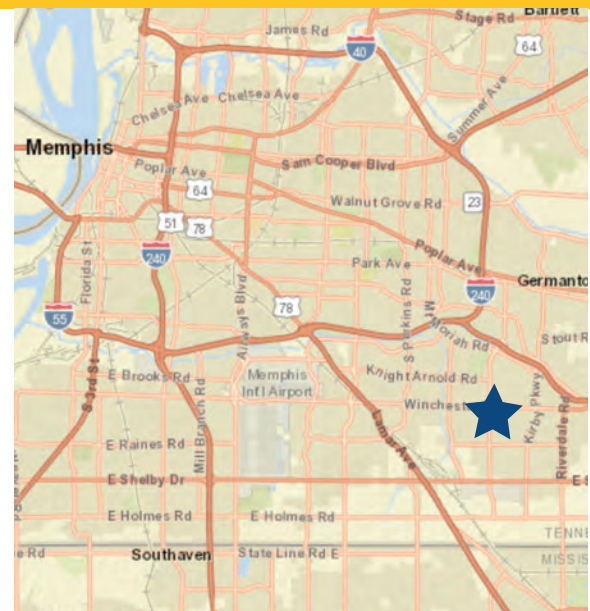 Bartlett
Stage Rd
James Rd
40
64
Chelsea Ave Chelsea Ave
Summer Ave
Memphis
Poplar Ave
Sam Cooper Blvd
64
Walnut Grove Rd
23
51
78
Poplar Ave
240
Park Ave
Florida St
Germanto
240
Airways Blvd
S Perkins Rd
78
55
Mt Moriah Rd
Stout R
S 3rd St
E Brooks Rd
Memphis
Int'l Airport
Knight Arnold Rd
Winchest
Kirby Pkwy
Riverdale Rd
Mill Branch Rd
Lamar Ave
E Raines Rd
E Shelby Dr
E S
E Holmes Rd
E Holmes Rd
TENNE
e Rd
Southaven
State Line Rd E
MISSIS